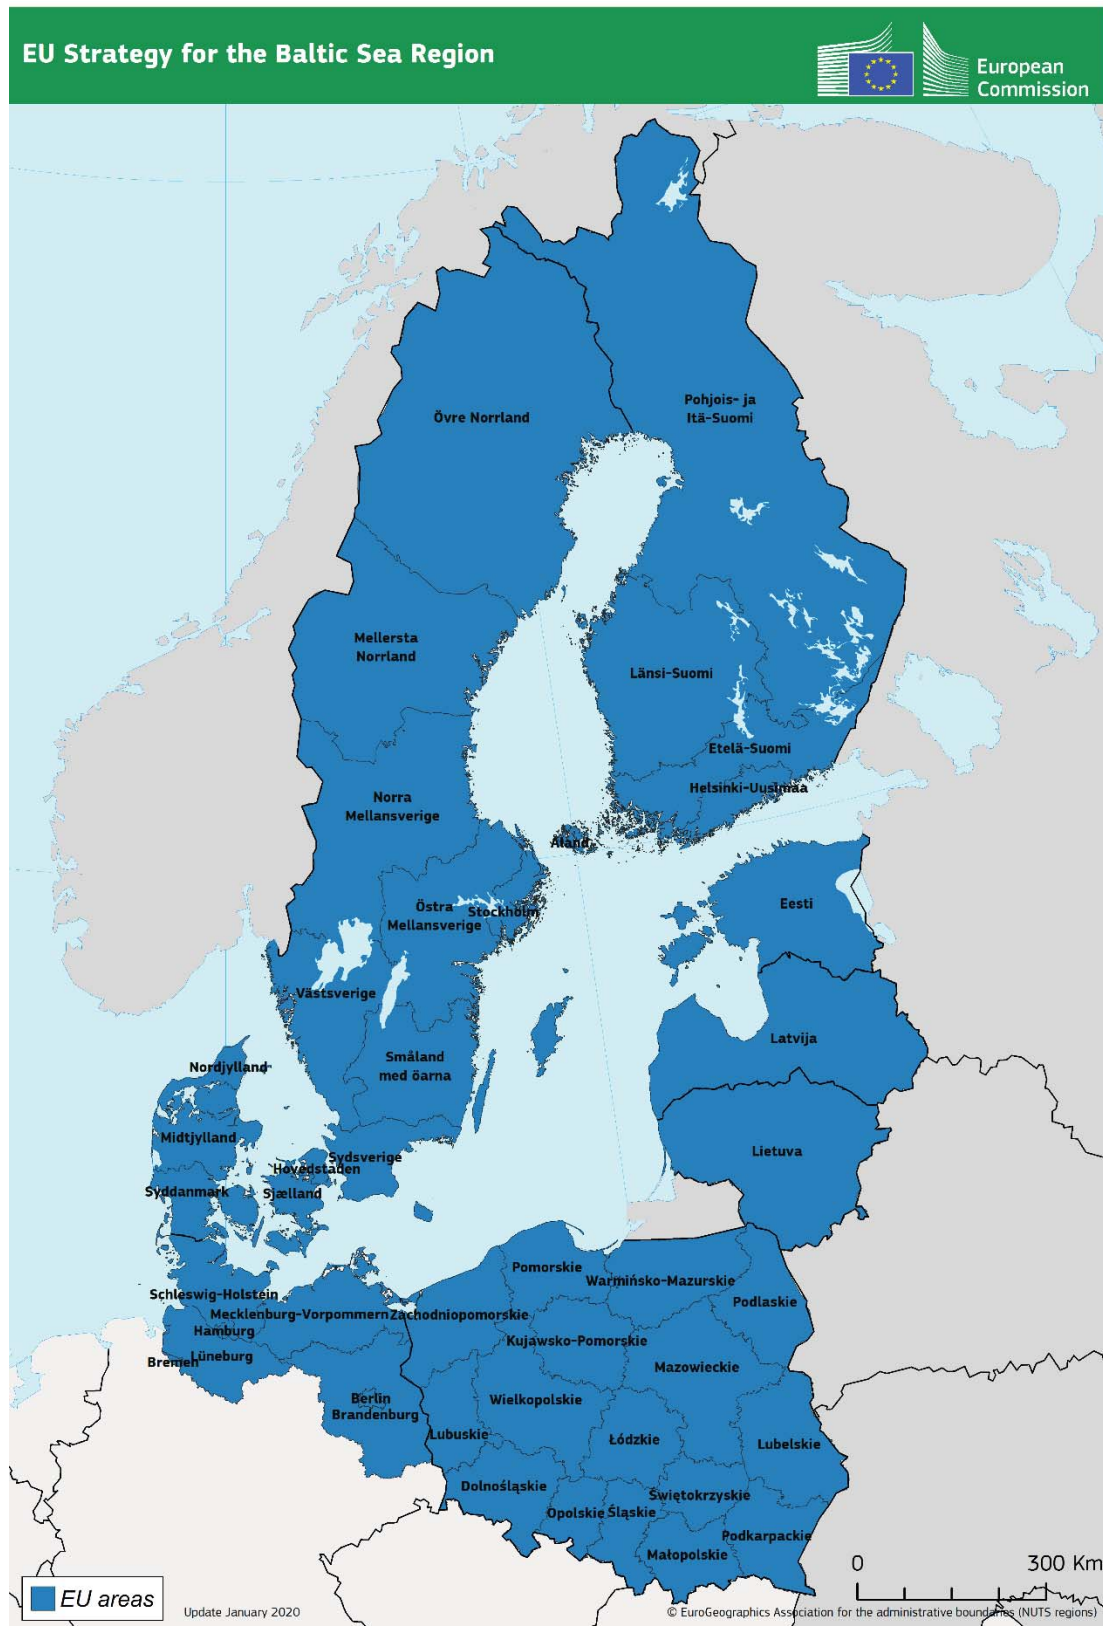 EU Strategy for the Baltic Sea Region
European
Commission
Övre Norrland
Pohjois- ja
Itä-Suomi
Mellersta
Norrland
Länsi-Suomi
Etelä-Suomi
Helsinki-Uusimaa
Norra
Mellansverige
Åland
Östra
Mellansverige
Stockholm
Eesti
Västsverige
Latvija
Småland
med öarna
Nordjylland
Midtjylland
Lietuva
Sydsverige
Hovedstaden
Syddanmark
Sjælland
Pomorskie
Warmińsko-Mazurskie
Schleswig-Holstein
Podlaskie
Mecklenburg-Vorpommern
Zachodniopomorskie
Hamburg
Kujawsko-Pomorskie
Lüneburg
Bremen
Mazowieckie
Berlin
Brandenburg
Wielkopolskie
Lubuskie
Łódzkie
Lubelskie
Dolnośląskie
Świętokrzyskie
Opolskie
Śląskie
Podkarpackie
Małopolskie
0 300 Km
EU areas
Update January 2020
© EuroGeographics Association for the administrative boundaries (NUTS regions)